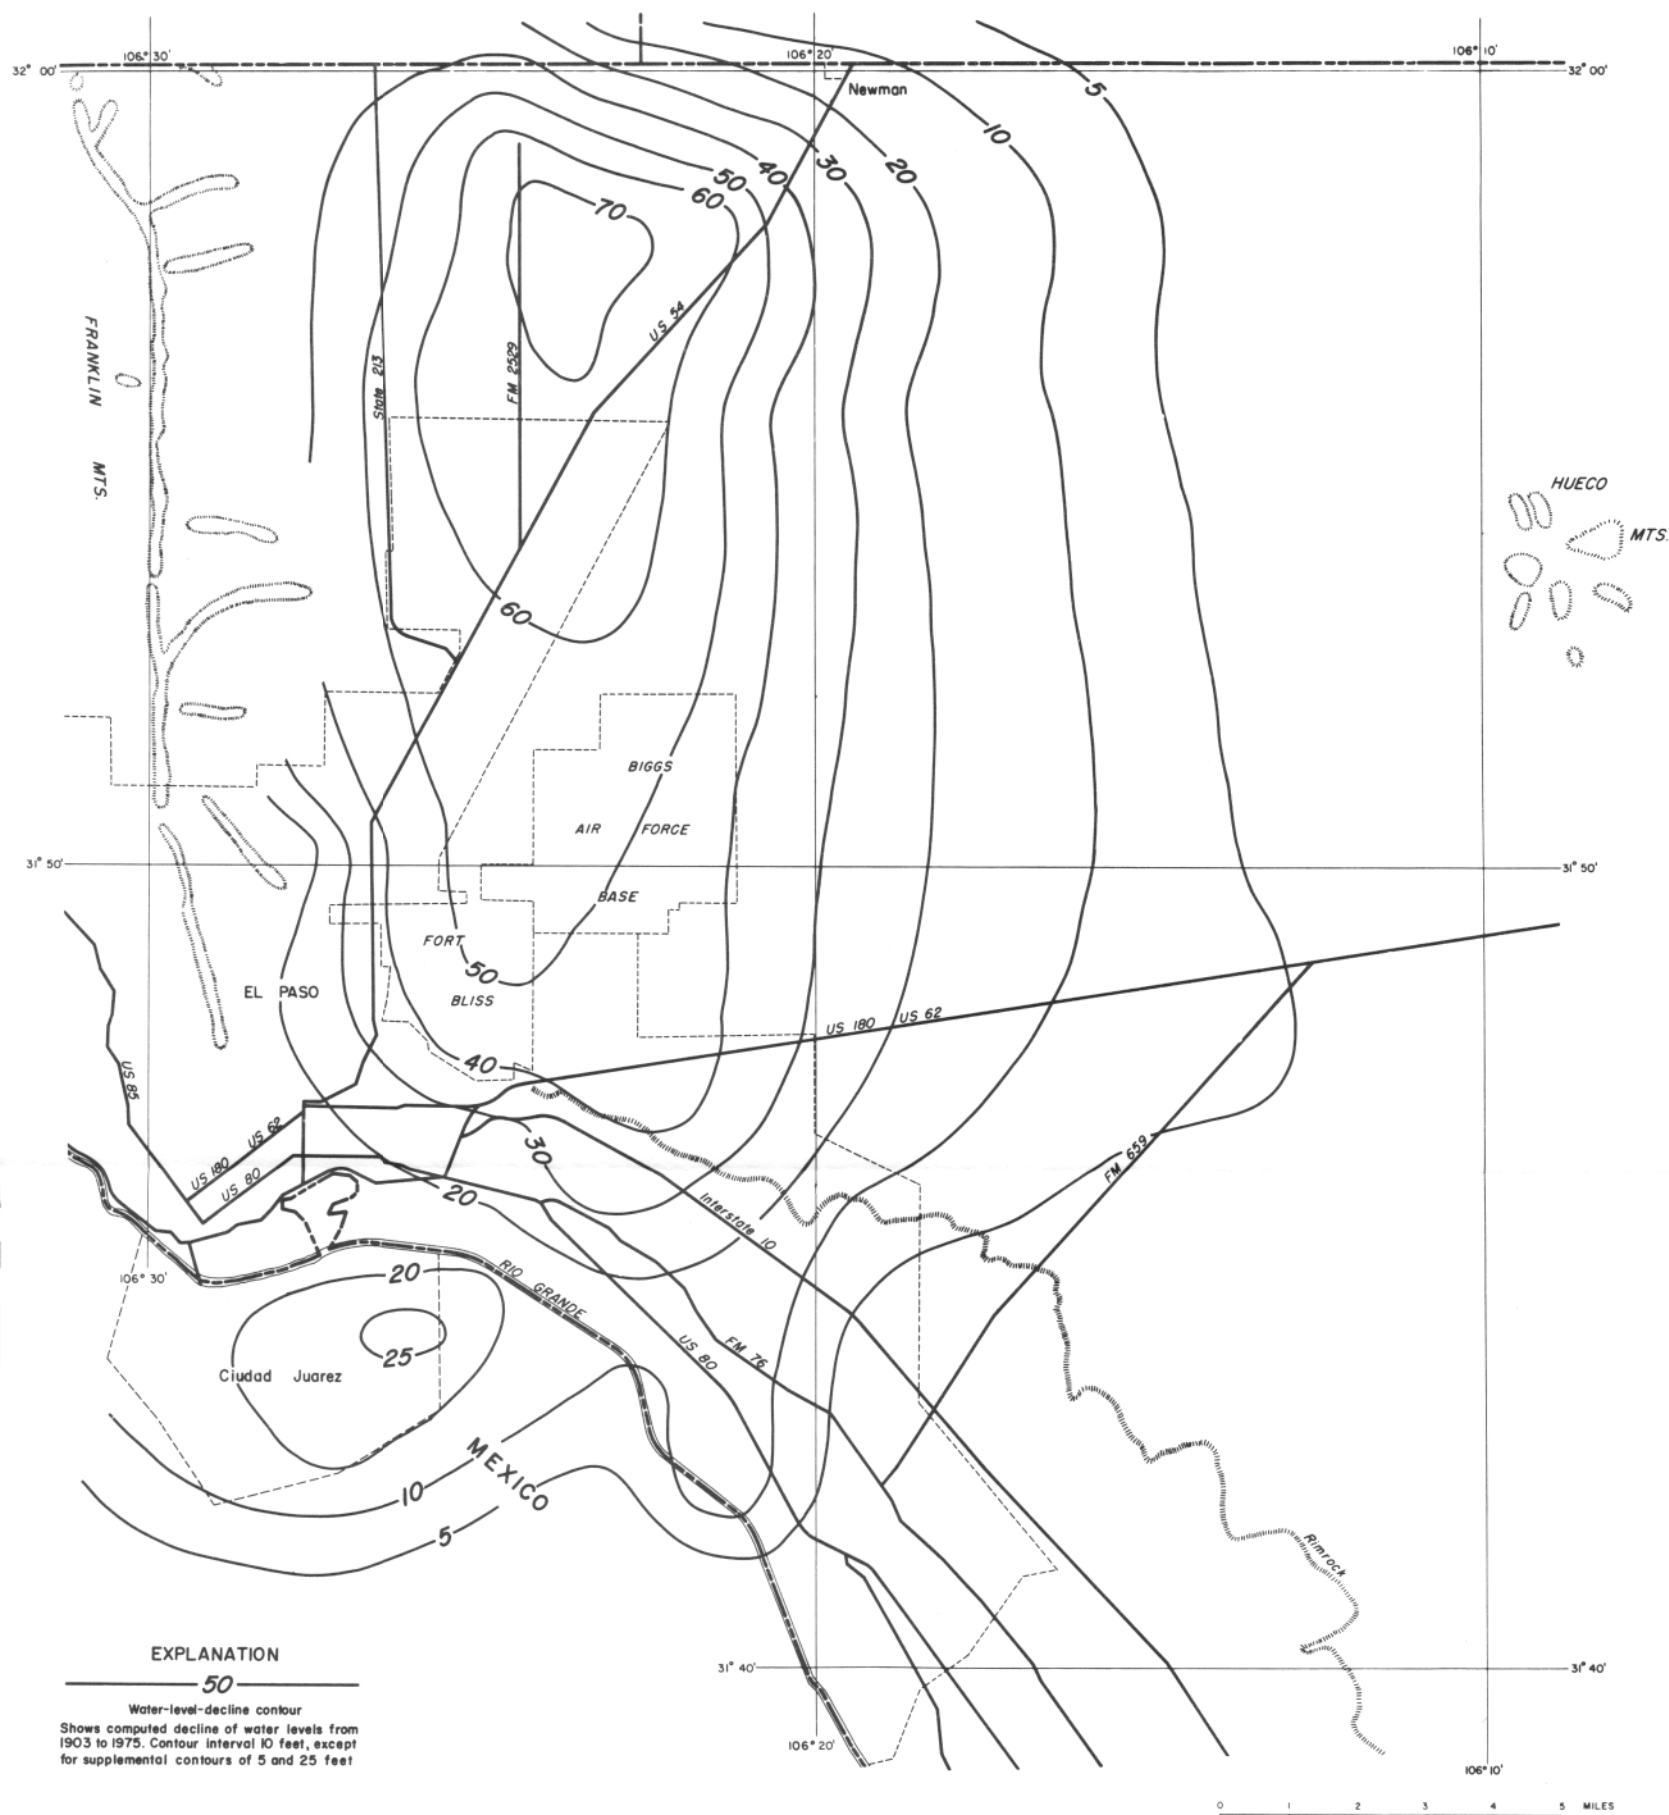 106° 30'
106° 20'
106° 10'
32° 00'
32° 00'
Newman
5
10
20
30
40
50
60
70
US 54
FRANKLIN MTS.
State 213
FM 2529
HUECO
MTS.
60
BIGGS
AIR FORCE
BASE
31° 50'
31° 50'
FORT
BLISS
50
EL PASO
US 180 US 62
40
US 85
US 180 US 62
US 80
30
20
FM 659
Interstate 10
106° 30'
20
RIO GRANDE
25
Ciudad Juarez
US 80
FM 76
MEXICO
10
5
Rimrock
31° 40'
31° 40'
106° 20'
106° 10'
EXPLANATION
50
Water-level-decline contour
Shows computed decline of water levels from
1903 to 1975. Contour interval 10 feet, except
for supplemental contours of 5 and 25 feet
0 1 2 3 4 5 MILES